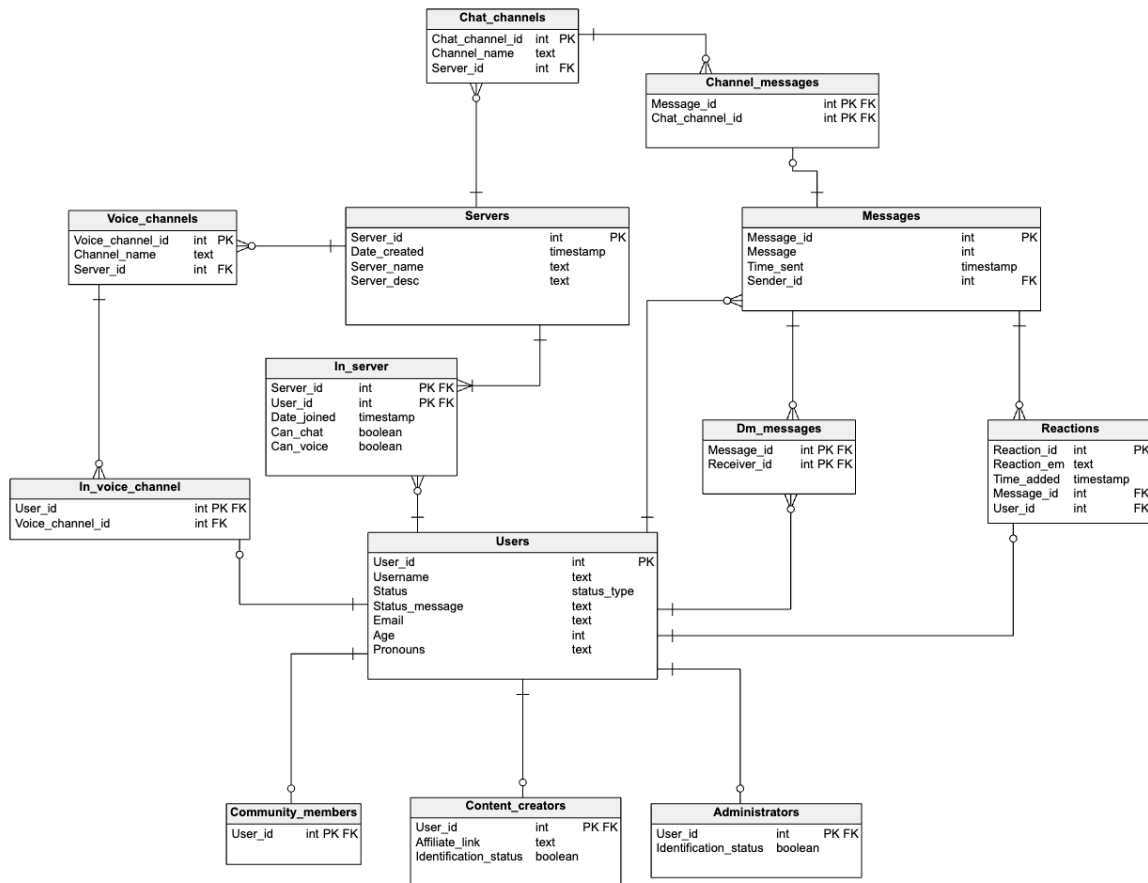 Chat_channels
Chat_channel_id int PK
Channel_name text
Server_id int FK
Channel_messages
Message_id int PK FK
Chat_channel_id int PK FK
Voice_channels
Voice_channel_id int PK
Channel_name text
Server_id int FK
Servers
Server_id int PK
Date_created timestamp
Server_name text
Server_desc text
Messages
Message_id int PK
Message int
Time_sent timestamp
Sender_id int FK
In_server
Server_id int PK FK
User_id int PK FK
Date_joined timestamp
Can_chat boolean
Can_voice boolean
Dm_messages
Message_id int PK FK
Receiver_id int PK FK
Reactions
Reaction_id int PK
Reaction_em text
Time_added timestamp
Message_id int FK
User_id int FK
In_voice_channel
User_id int PK FK
Voice_channel_id int FK
Users
User_id int PK
Username text
Status status_type
Status_message text
Email text
Age int
Pronouns text
Community_members
User_id int PK FK
Content_creators
User_id int PK FK
Affiliate_link text
Identification_status boolean
Administrators
User_id int PK FK
Identification_status boolean